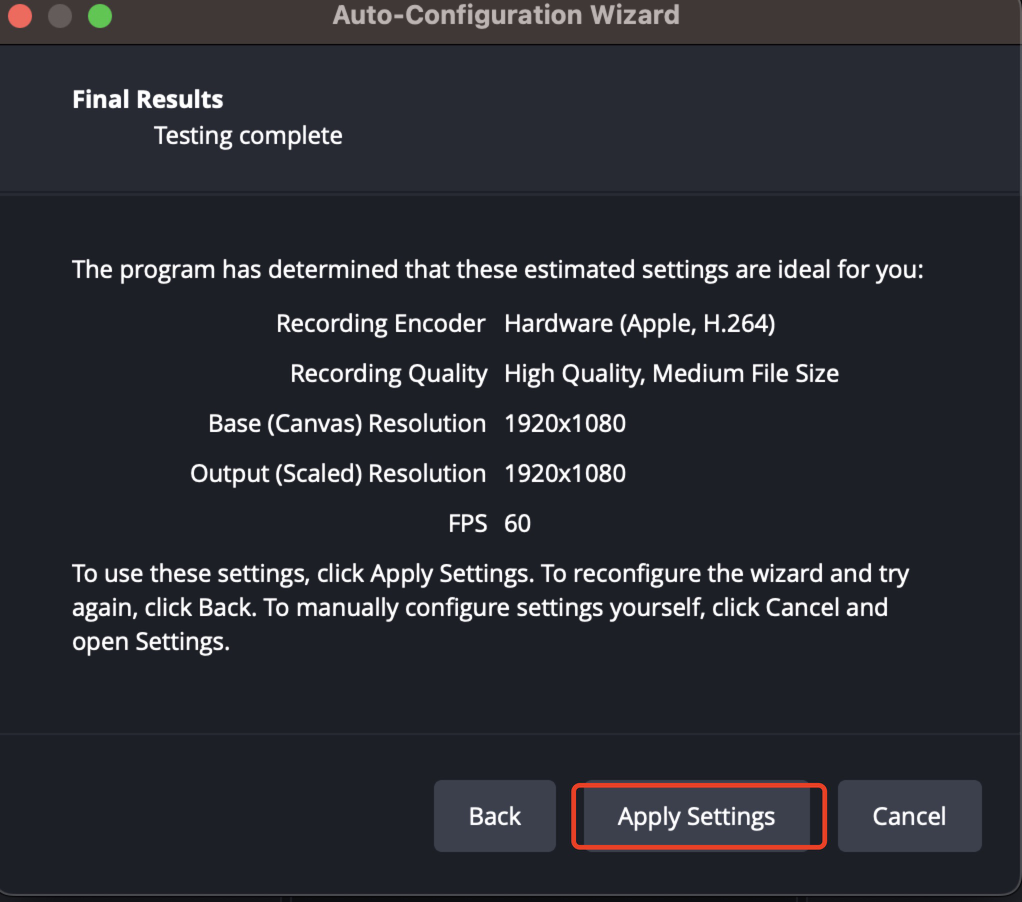 Auto-Configuration Wizard
Final Results
Testing complete
The program has determined that these estimated settings are ideal for you:
Recording Encoder Hardware (Apple, H.264)
Recording Quality High Quality, Medium File Size
Base (Canvas) Resolution 1920x1080
Output (Scaled) Resolution 1920x1080
FPS 60
To use these settings, click Apply Settings. To reconfigure the wizard and try
again, click Back. To manually configure settings yourself, click Cancel and
open Settings.
Back Apply Settings Cancel